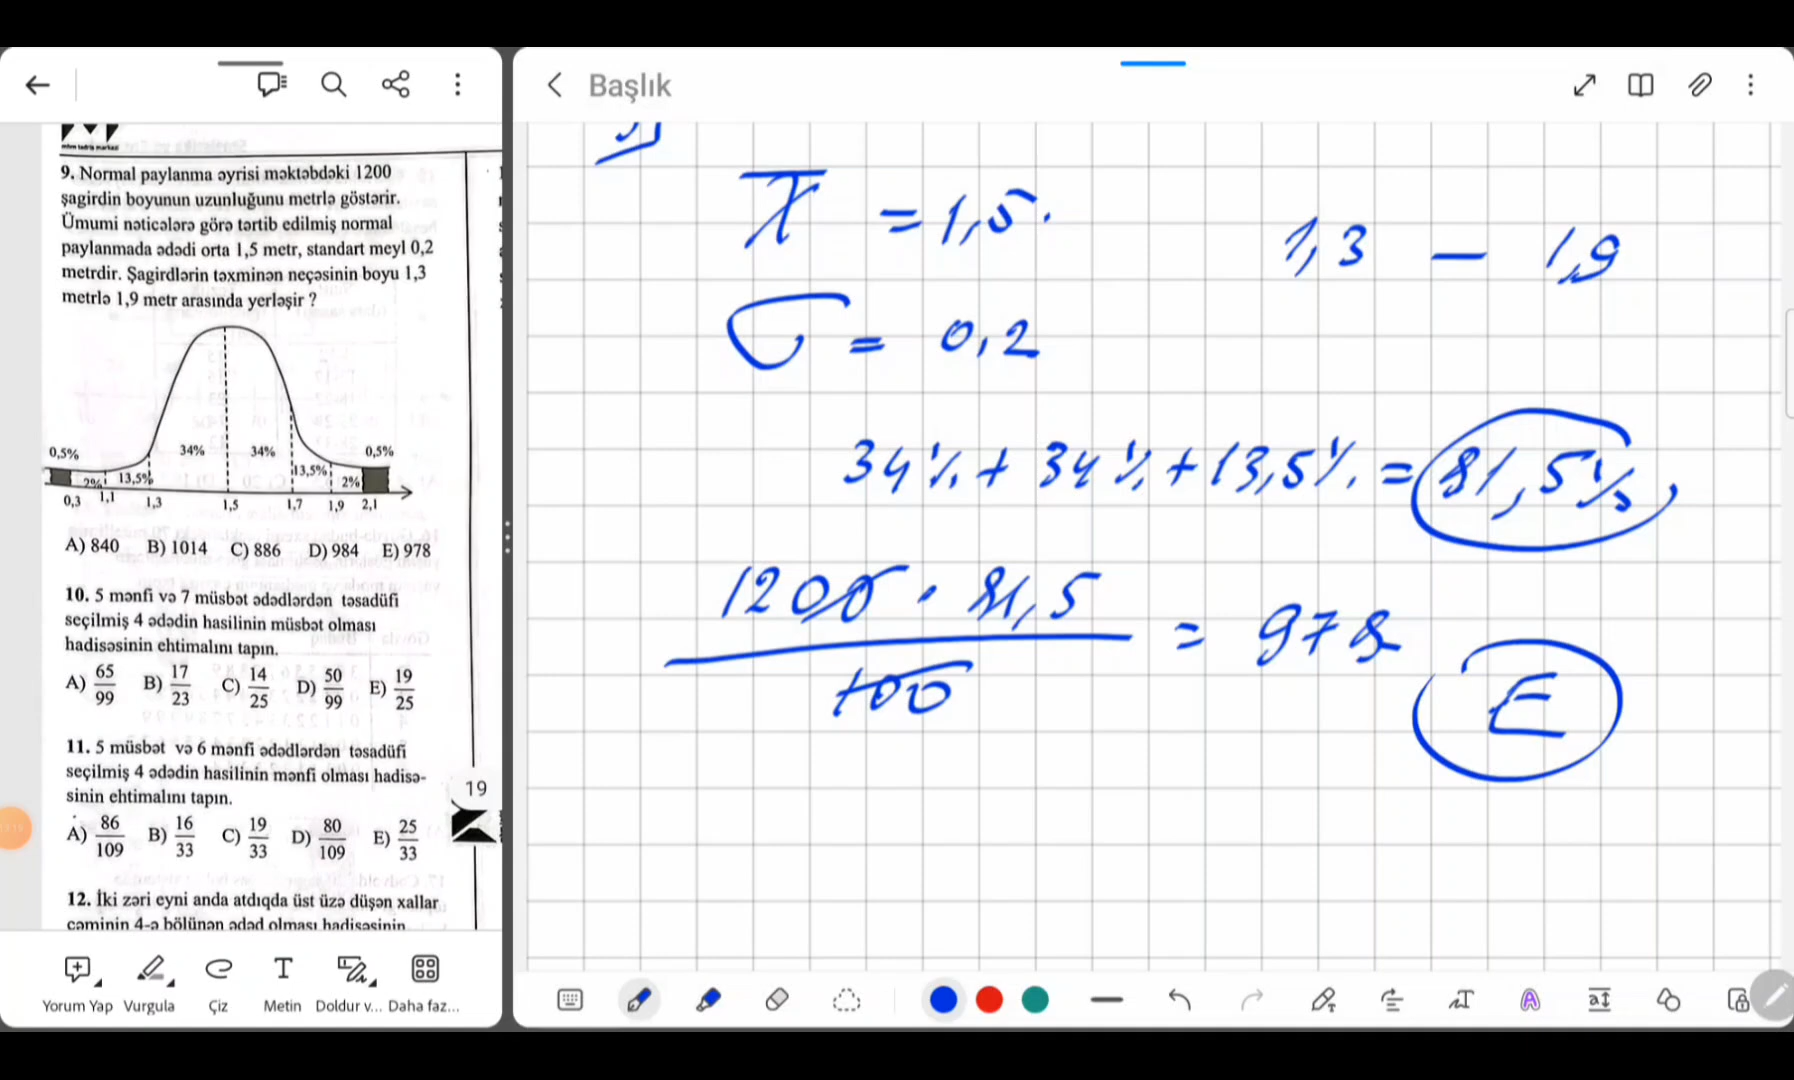 Başlık
9. Normal paylanma əyrisi məktəbdəki 1200
şagirdin boyunun uzunluğunu metrlə göstərir.
Ümumi nəticələrə görə tərtib edilmiş normal
paylanmada ədədi orta 1,5 metr, standart meyl 0,2
metrdir. Şagirdlərin təxminən neçəsinin boyu 1,3
metrlə 1,9 metr arasında yerləşir ?
0,5% 34% 34% 0,5%
2% 13,5% 13,5% 2%
0,3 1,1 1,3 1,5 1,7 1,9 2,1
A) 840 B) 1014 C) 886 D) 984 E) 978
10. 5 mənfi və 7 müsbət ədədlərdən təsadüfi
seçilmiş 4 ədədin hasilinin müsbət olması
hadisəsinin ehtimalını tapın.
A) 65/99 B) 17/23 C) 14/25 D) 50/99 E) 19/25
11. 5 müsbət və 6 mənfi ədədlərdən təsadüfi
seçilmiş 4 ədədin hasilinin mənfi olması hadisə-
sinin ehtimalını tapın.
A) 86/109 B) 16/33 C) 19/33 D) 80/109 E) 25/33
12. İki zəri eyni anda atdıqda üst üzə düşən xallar
cəminin 4-ə bölünən ədəd olması hadisəsinin
19
Yorum Yap Vurgula Çiz Metin Doldur v... Daha faz...
x̄ = 1,5.
1,3 — 1,9
σ = 0,2
34% + 34% + 13,5% = 81,5%
1200 · 81,5 / 100 = 978
E